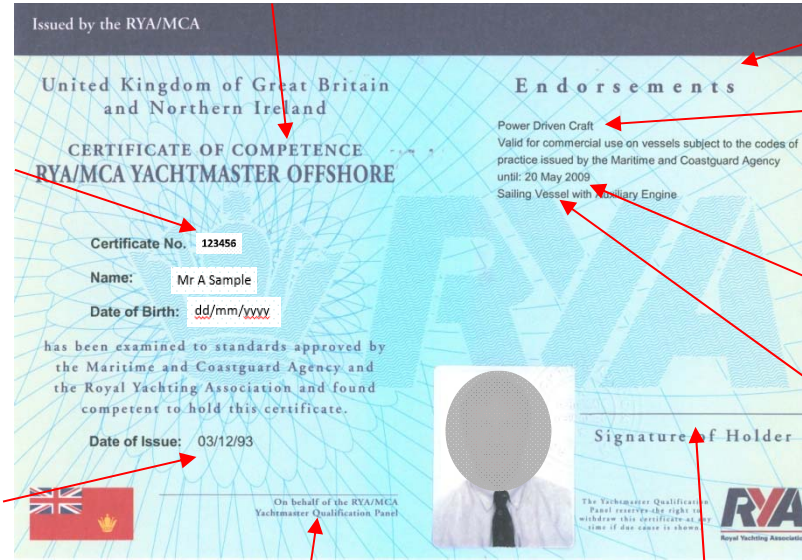 Issued by the RYA/MCA
United Kingdom of Great Britain
and Northern Ireland
CERTIFICATE OF COMPETENCE
RYA/MCA YACHTMASTER OFFSHORE
Certificate No. 123456
Name: Mr A Sample
Date of Birth: dd/mm/yyyy
has been examined to standards approved by
the Maritime and Coastguard Agency and
the Royal Yachting Association and found
competent to hold this certificate.
Date of Issue: 03/12/93
On behalf of the RYA/MCA
Yachtmaster Qualification Panel
Endorsements
Power Driven Craft
Valid for commercial use on vessels subject to the codes of
practice issued by the Maritime and Coastguard Agency
until: 20 May 2009
Sailing Vessel with Auxiliary Engine
RYA
Signature of Holder
The Yachtmaster Qualification
Panel reserves the right to
withdraw this certificate at any
time if due cause is shown
RYA
Royal Yachting Association